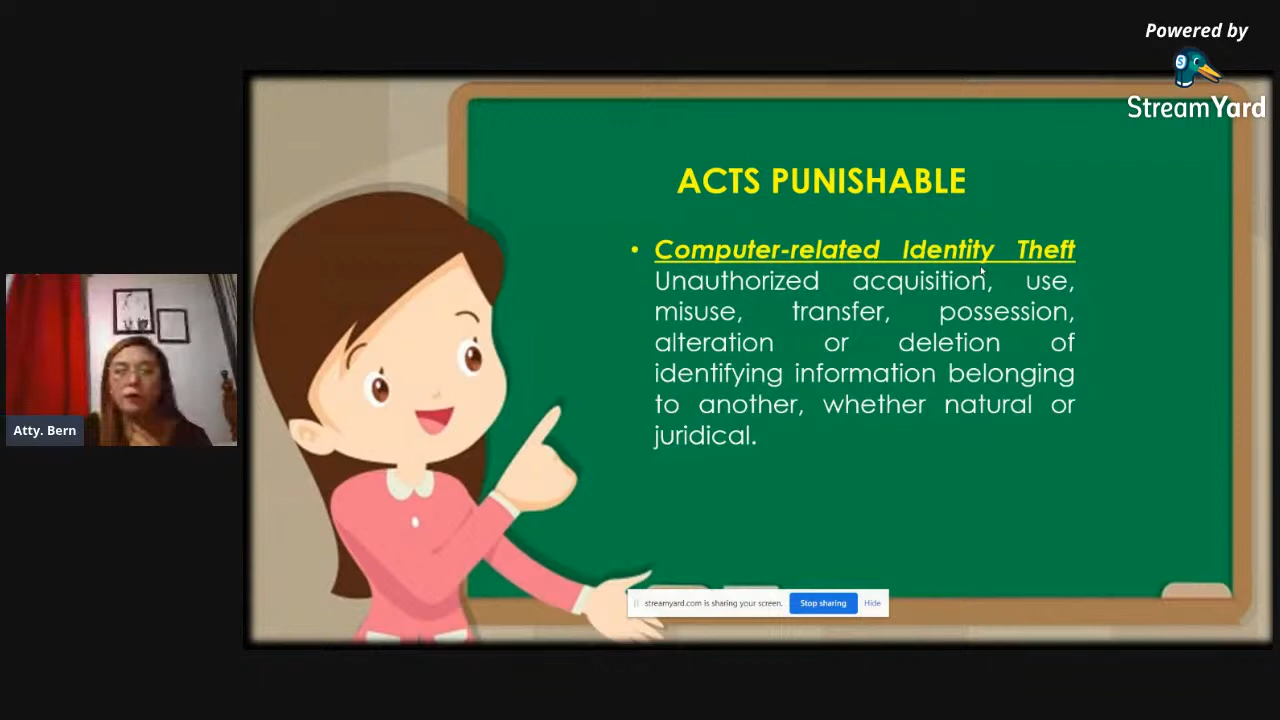 Powered by
StreamYard
ACTS PUNISHABLE
• Computer-related Identity Theft
Unauthorized acquisition, use,
misuse, transfer, possession,
alteration or deletion of
identifying information belonging
to another, whether natural or
juridical.
Atty. Bern
streamyard.com is sharing your screen. Stop sharing Hide